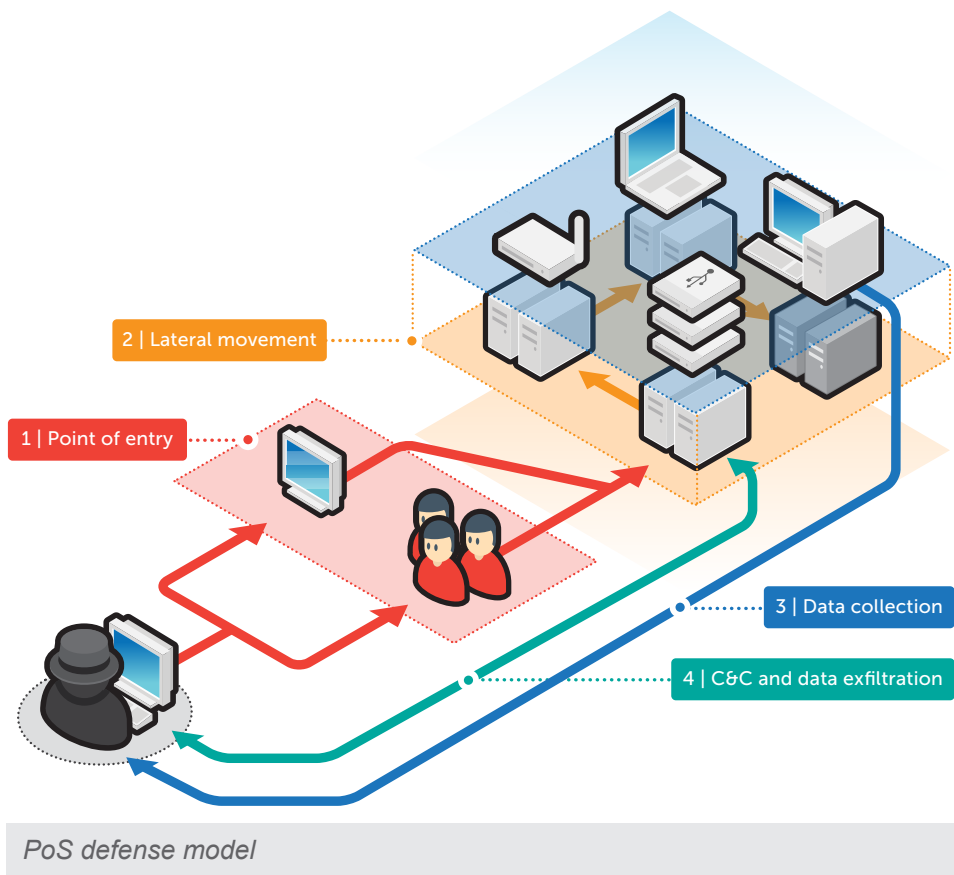 2 | Lateral movement
1 | Point of entry
3 | Data collection
4 | C&C and data exfiltration
PoS defense model